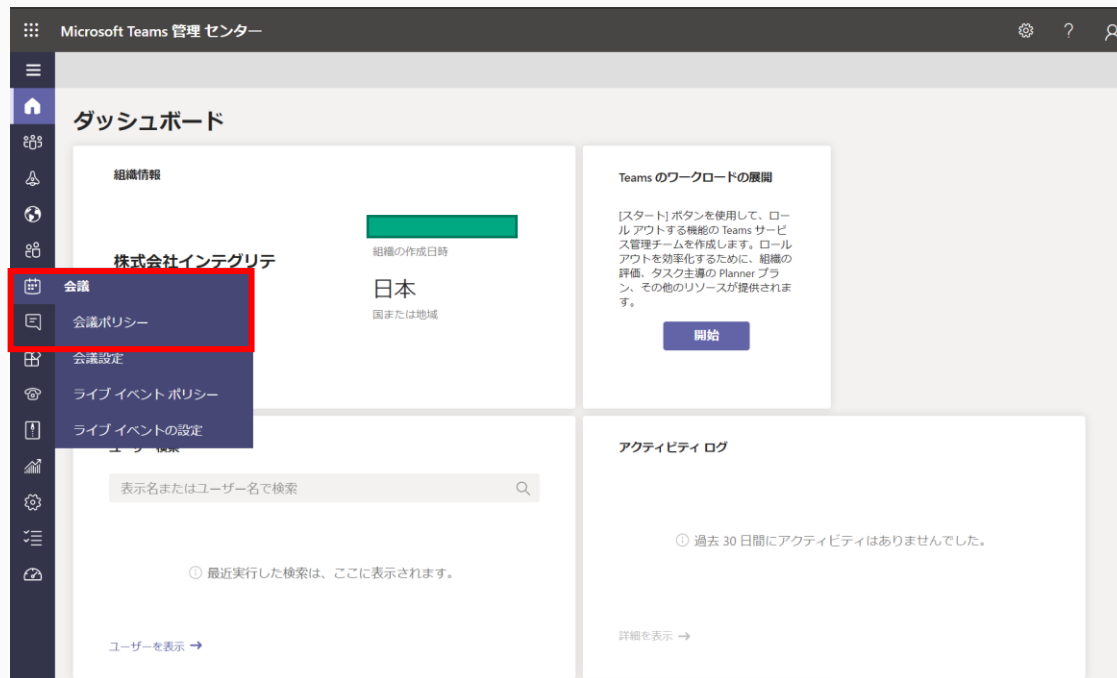 Microsoft Teams 管理 センター
ダッシュボード
組織情報
株式会社インテグリテ
組織の作成日時
日本
国または地域
Teams のワークロードの展開
[スタート] ボタンを使用して、ロー
ル アウトする機能の Teams サービ
ス管理チームを作成します。ロール
アウトを効率化するために、組織の
評価、タスク主導の Planner プラ
ン、その他のリソースが提供されま
す。
開始
会議
会議ポリシー
会議設定
ライブ イベント ポリシー
ライブ イベントの設定
ユーザー検索
表示名またはユーザー名で検索
最近実行した検索は、ここに表示されます。
ユーザーを表示 →
アクティビティ ログ
過去 30 日間にアクティビティはありませんでした。
詳細を表示 →